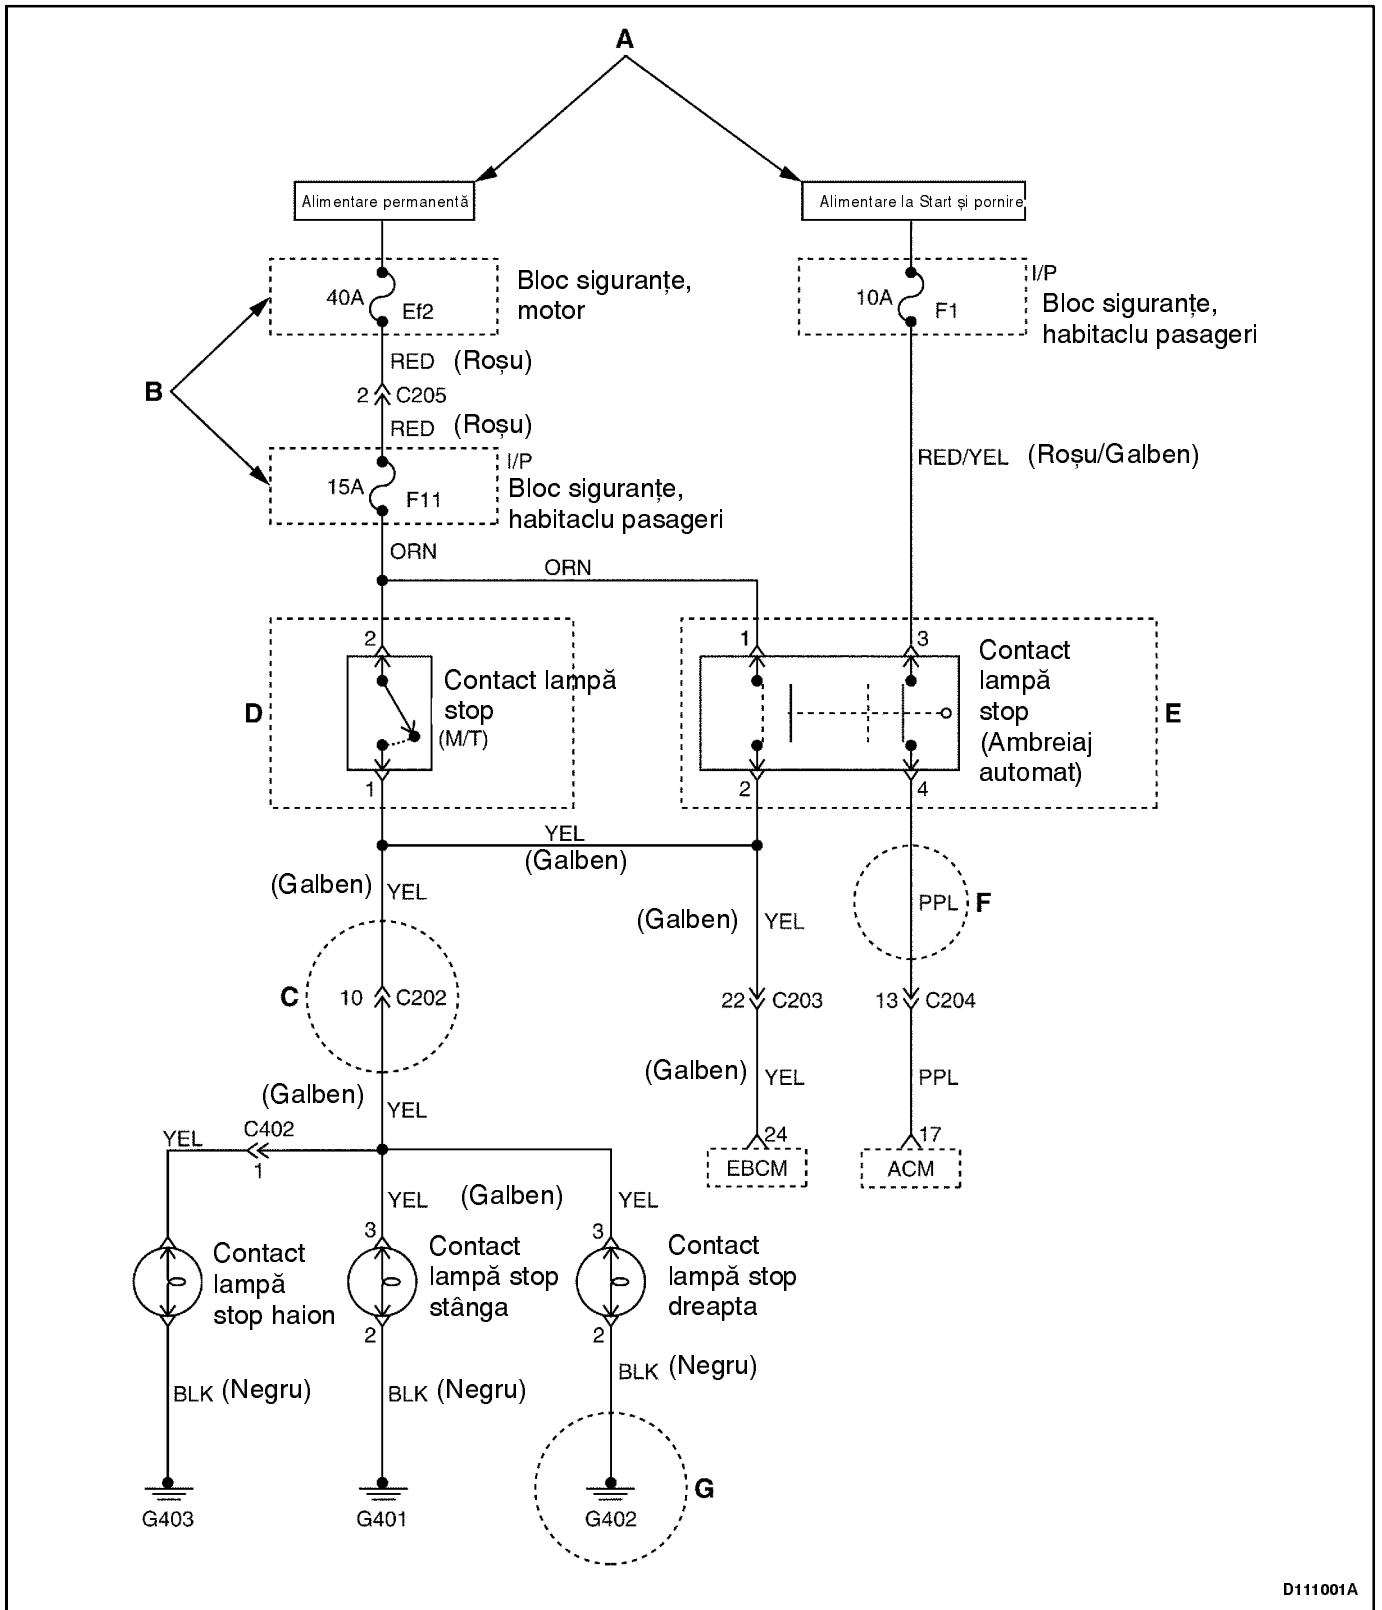 A
Alimentare permanentă
Alimentare la Start și pornire
40A
Ef2
Bloc siguranțe,
motor
10A
F1
I/P
Bloc siguranțe,
habitaclu pasageri
B
RED (Roșu)
2 C205
RED (Roșu)
15A
F11
I/P
Bloc siguranțe,
habitaclu pasageri
RED/YEL (Roșu/Galben)
ORN
ORN
D
2
Contact lampă
stop
(M/T)
1
1
3
2
4
Contact
lampă
stop
(Ambreiaj
automat)
E
YEL
(Galben)
(Galben) YEL
(Galben) YEL
PPL
F
C
10 C202
22 C203
13 C204
(Galben)
YEL
(Galben) YEL
PPL
YEL
C402
1
24
EBCM
17
ACM
YEL
(Galben)
YEL
Contact
lampă
stop haion
3
Contact
lampă stop
stânga
2
3
Contact
lampă stop
dreapta
2
BLK (Negru)
BLK (Negru)
BLK (Negru)
G403
G401
G402
G
D111001A